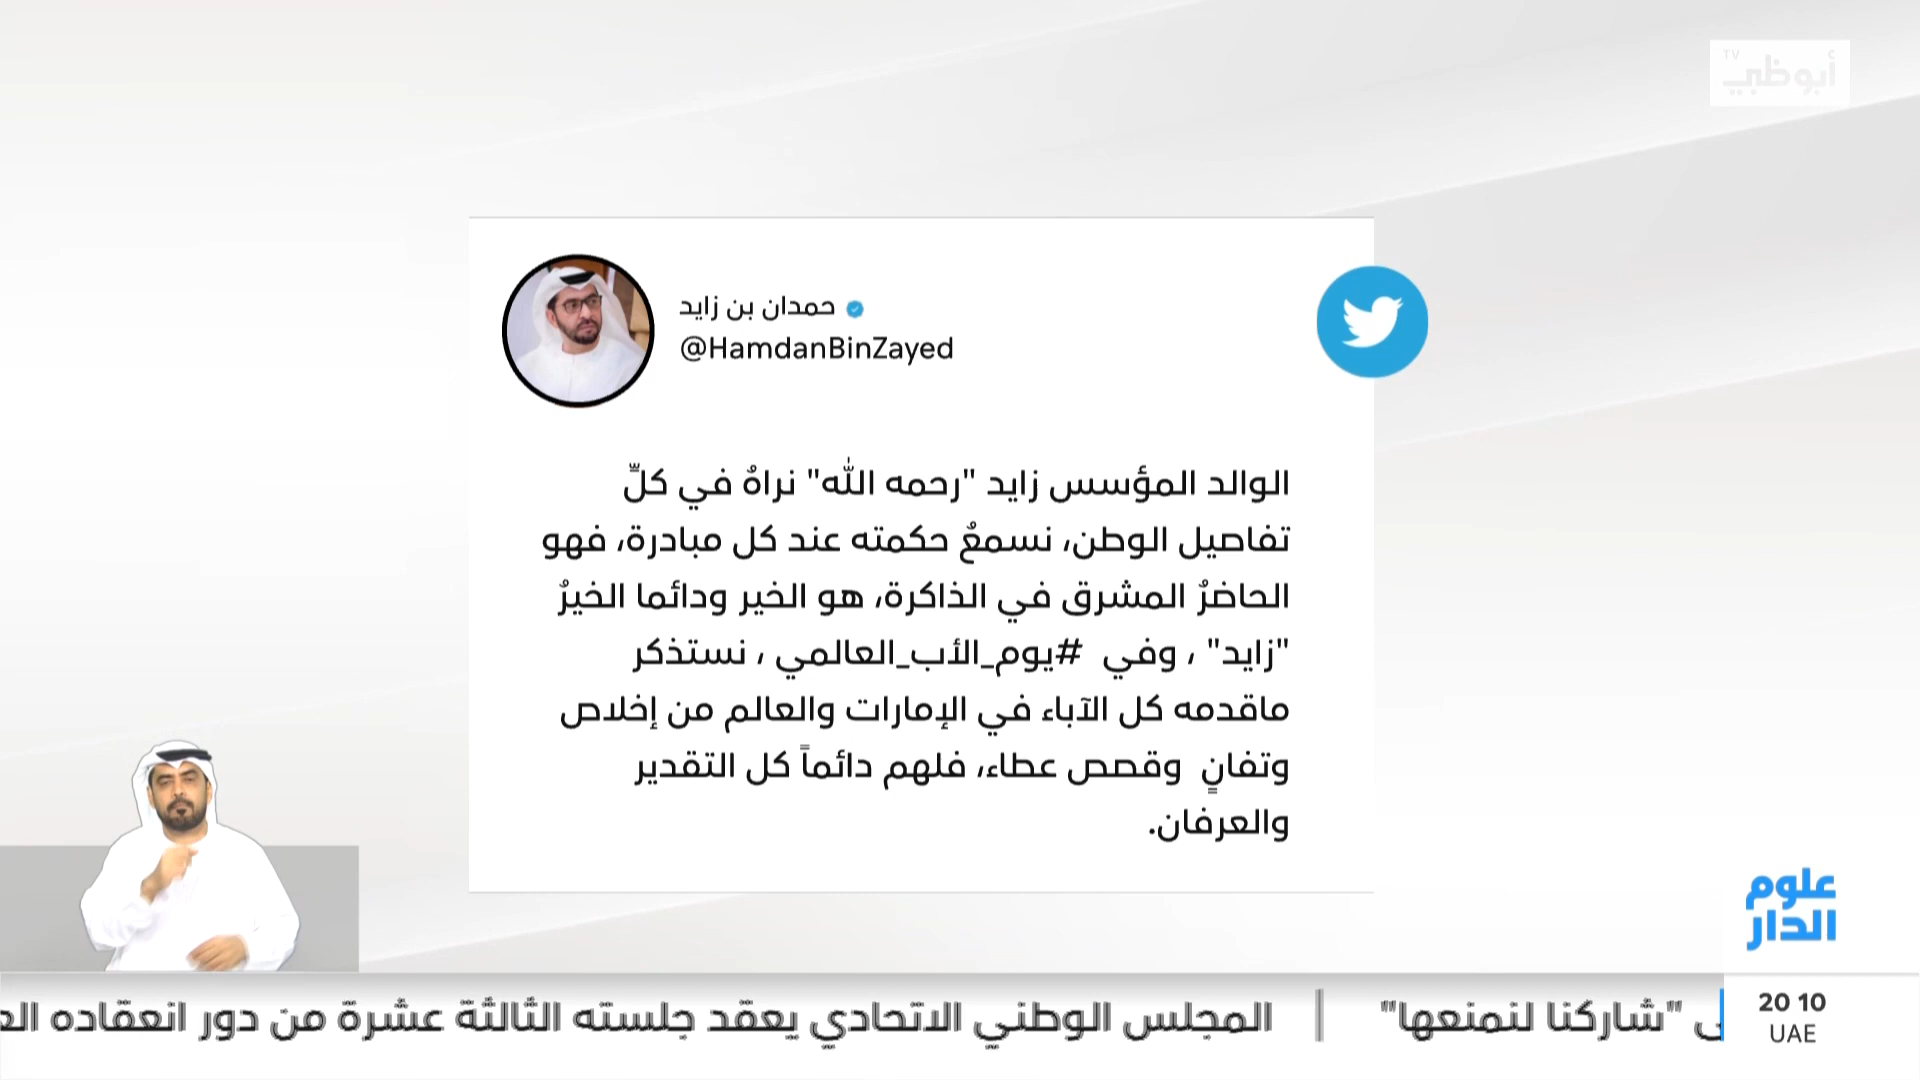 أبوظبي
TV
حمدان بن زايد
@HamdanBinZayed
الوالد المؤسس زايد "رحمه الله" نراهُ في كلِّ
تفاصيل الوطن، نسمعُ حكمته عند كل مبادرة، فهو
الحاضرُ المشرق في الذاكرة، هو الخير ودائما الخيرُ
"زايد" ، وفي #يوم_الأب_العالمي ، نستذكر
ماقدمه كل الآباء في الإمارات والعالم من إخلاص
وتفانٍ وقصص عطاء، فلهم دائماً كل التقدير
والعرفان.
علوم
الدار
"شاركنا لنمنعها" | المجلس الوطني الاتحادي يعقد جلسته الثالثة عشرة من دور انعقاده
20 10
UAE